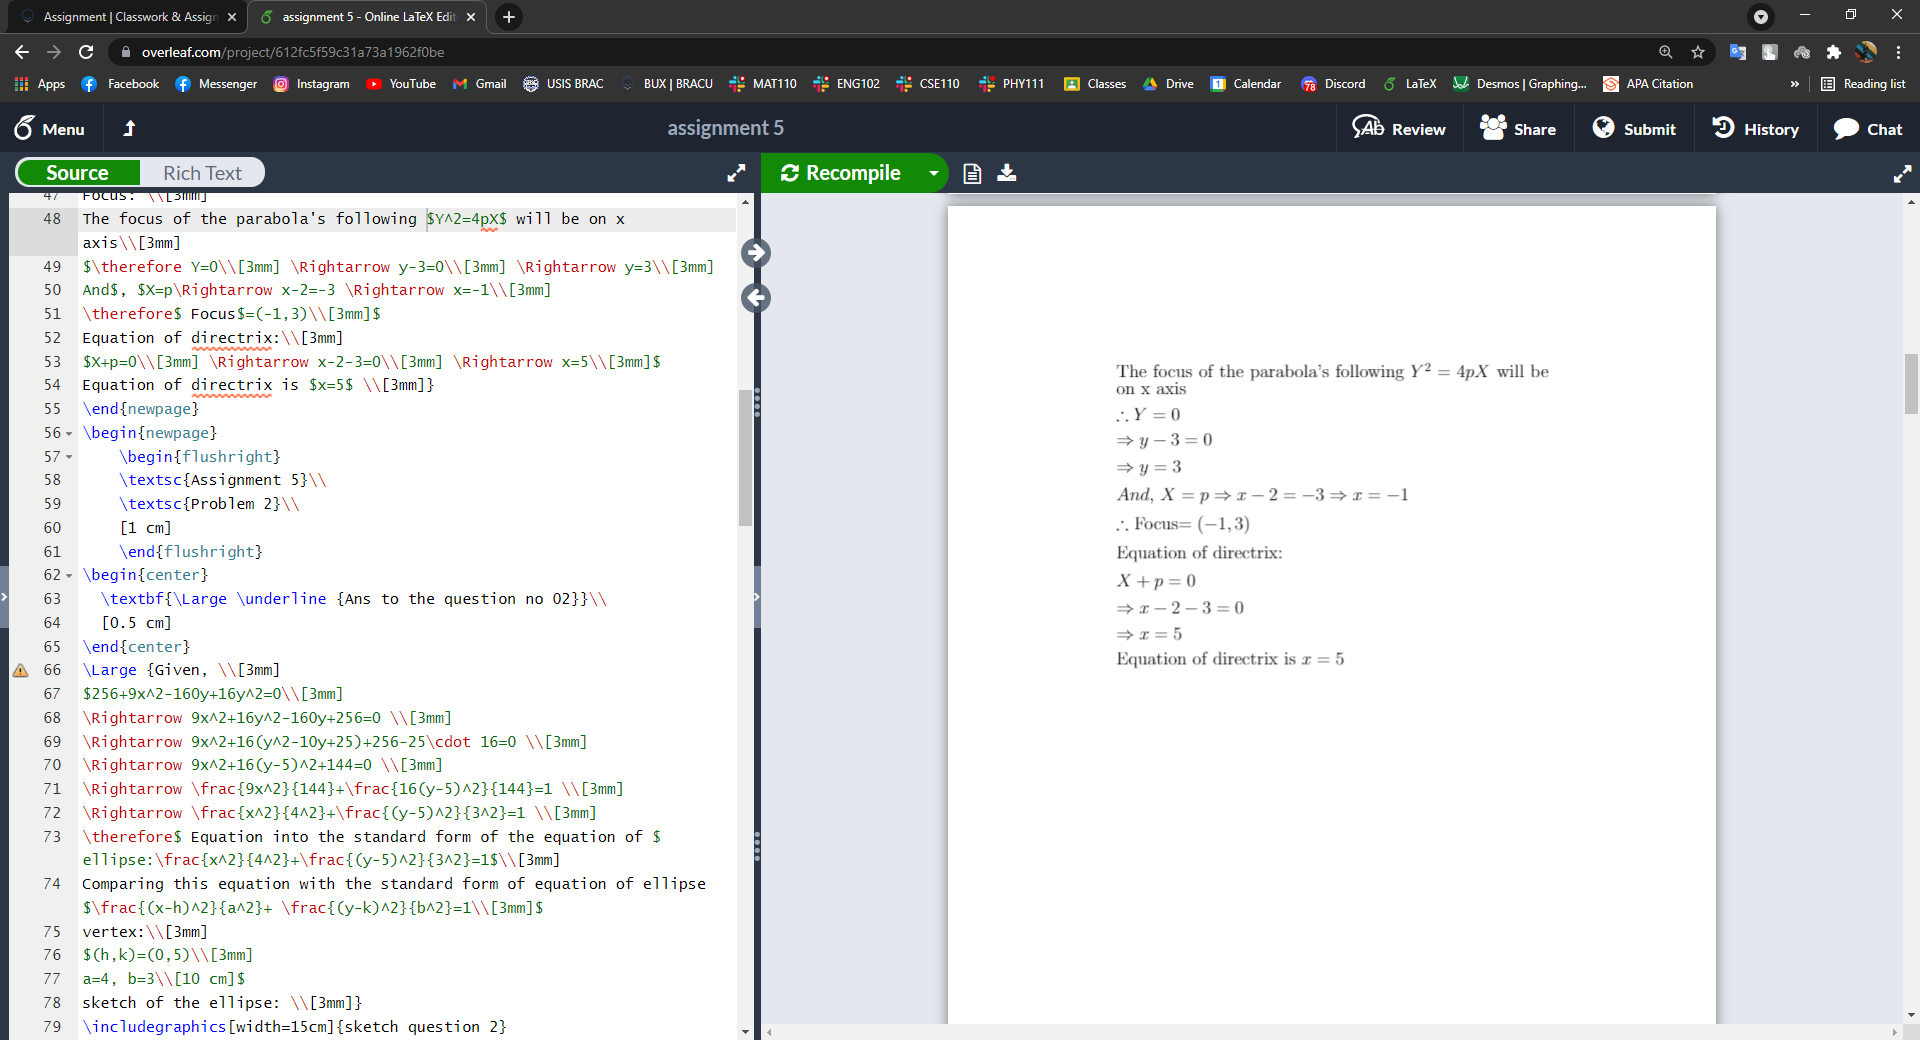 Assignment | Classwork & Assign
assignment 5 - Online LaTeX Edit
overleaf.com/project/612fc5f59c31a73a1962f0be
Apps Facebook Messenger Instagram YouTube Gmail USIS BRAC BUX | BRACU MAT110 ENG102 CSE110 PHY111 Classes Drive 1 Calendar 78 Discord LaTeX Desmos | Graphing... APA Citation » Reading list
Menu assignment 5 Review Share Submit History Chat
Source Rich Text Recompile
47 Focus: \\[3mm]
48 The focus of the parabola's following $Y^2=4pX$ will be on x
axis\\[3mm]
49 $\therefore Y=0\\[3mm] \Rightarrow y-3=0\\[3mm] \Rightarrow y=3\\[3mm]
50 And$, $X=p\Rightarrow x-2=-3 \Rightarrow x=-1\\[3mm]
51 \therefore$ Focus$=(-1,3)\\[3mm]$
52 Equation of directrix:\\[3mm]
53 $X+p=0\\[3mm] \Rightarrow x-2-3=0\\[3mm] \Rightarrow x=5\\[3mm]$
54 Equation of directrix is $x=5$ \\[3mm]}
55 \end{newpage}
56 \begin{newpage}
57 \begin{flushright}
58 \textsc{Assignment 5}\\
59 \textsc{Problem 2}\\
60 [1 cm]
61 \end{flushright}
62 \begin{center}
63 \textbf{\Large \underline {Ans to the question no 02}}\\
64 [0.5 cm]
65 \end{center}
66 \Large {Given, \\[3mm]
67 $256+9x^2-160y+16y^2=0\\[3mm]
68 \Rightarrow 9x^2+16y^2-160y+256=0 \\[3mm]
69 \Rightarrow 9x^2+16(y^2-10y+25)+256-25\cdot 16=0 \\[3mm]
70 \Rightarrow 9x^2+16(y-5)^2+144=0 \\[3mm]
71 \Rightarrow \frac{9x^2}{144}+\frac{16(y-5)^2}{144}=1 \\[3mm]
72 \Rightarrow \frac{x^2}{4^2}+\frac{(y-5)^2}{3^2}=1 \\[3mm]
73 \therefore$ Equation into the standard form of the equation of $
ellipse:\frac{x^2}{4^2}+\frac{(y-5)^2}{3^2}=1$\\[3mm]
74 Comparing this equation with the standard form of equation of ellipse
$\frac{(x-h)^2}{a^2}+ \frac{(y-k)^2}{b^2}=1\\[3mm]$
75 vertex:\\[3mm]
76 $(h,k)=(0,5)\\[3mm]
77 a=4, b=3\\[10 cm]$
78 sketch of the ellipse: \\[3mm]}
79 \includegraphics[width=15cm]{sketch question 2}
The focus of the parabola's following Y² = 4pX will be
on x axis
∴ Y = 0
⇒ y − 3 = 0
⇒ y = 3
And, X = p ⇒ x − 2 = −3 ⇒ x = −1
∴ Focus= (−1, 3)
Equation of directrix:
X + p = 0
⇒ x − 2 − 3 = 0
⇒ x = 5
Equation of directrix is x = 5